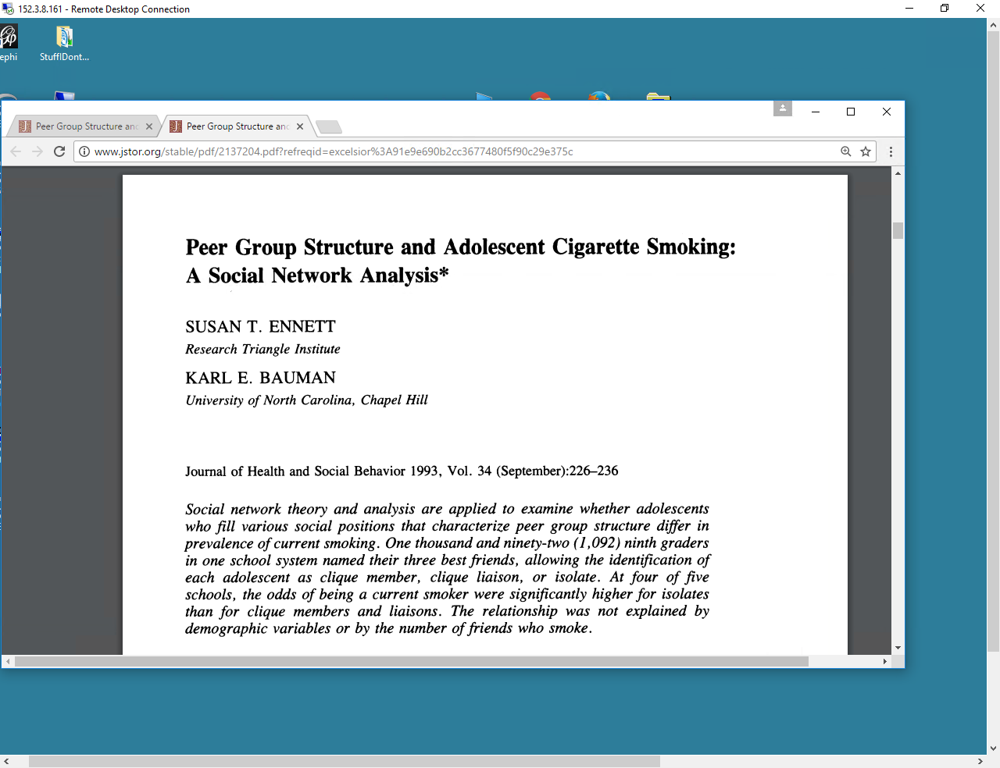 152.3.8.161 - Remote Desktop Connection
ephi
StuffIDont...
Peer Group Structure and
Peer Group Structure and
www.jstor.org/stable/pdf/2137204.pdf?refreqid=excelsior%3A91e9e690b2cc3677480f5f90c29e375c
Peer Group Structure and Adolescent Cigarette Smoking:
A Social Network Analysis*
SUSAN T. ENNETT
Research Triangle Institute
KARL E. BAUMAN
University of North Carolina, Chapel Hill
Journal of Health and Social Behavior 1993, Vol. 34 (September):226–236
Social network theory and analysis are applied to examine whether adolescents
who fill various social positions that characterize peer group structure differ in
prevalence of current smoking. One thousand and ninety-two (1,092) ninth graders
in one school system named their three best friends, allowing the identification of
each adolescent as clique member, clique liaison, or isolate. At four of five
schools, the odds of being a current smoker were significantly higher for isolates
than for clique members and liaisons. The relationship was not explained by
demographic variables or by the number of friends who smoke.